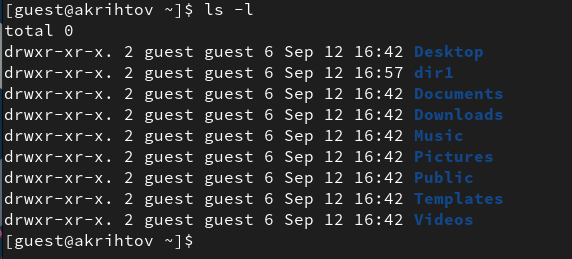 [guest@akrihtov ~]$ ls -l
total 0
drwxr-xr-x. 2 guest guest 6 Sep 12 16:42 Desktop
drwxr-xr-x. 2 guest guest 6 Sep 12 16:57 dir1
drwxr-xr-x. 2 guest guest 6 Sep 12 16:42 Documents
drwxr-xr-x. 2 guest guest 6 Sep 12 16:42 Downloads
drwxr-xr-x. 2 guest guest 6 Sep 12 16:42 Music
drwxr-xr-x. 2 guest guest 6 Sep 12 16:42 Pictures
drwxr-xr-x. 2 guest guest 6 Sep 12 16:42 Public
drwxr-xr-x. 2 guest guest 6 Sep 12 16:42 Templates
drwxr-xr-x. 2 guest guest 6 Sep 12 16:42 Videos
[guest@akrihtov ~]$